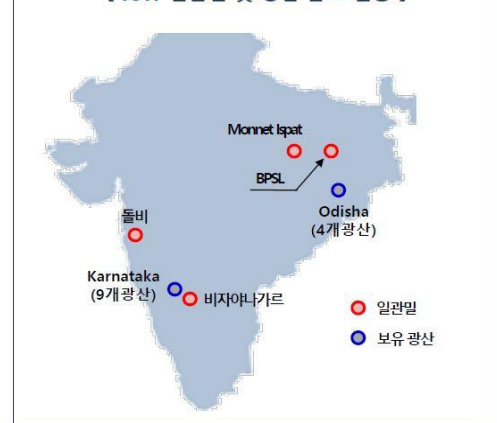 Monnet Ispat
BPSL
Odisha
(4개광산)
돌비
Karnataka
(9개광산)
비자야나가르
일관밀
보유 광산